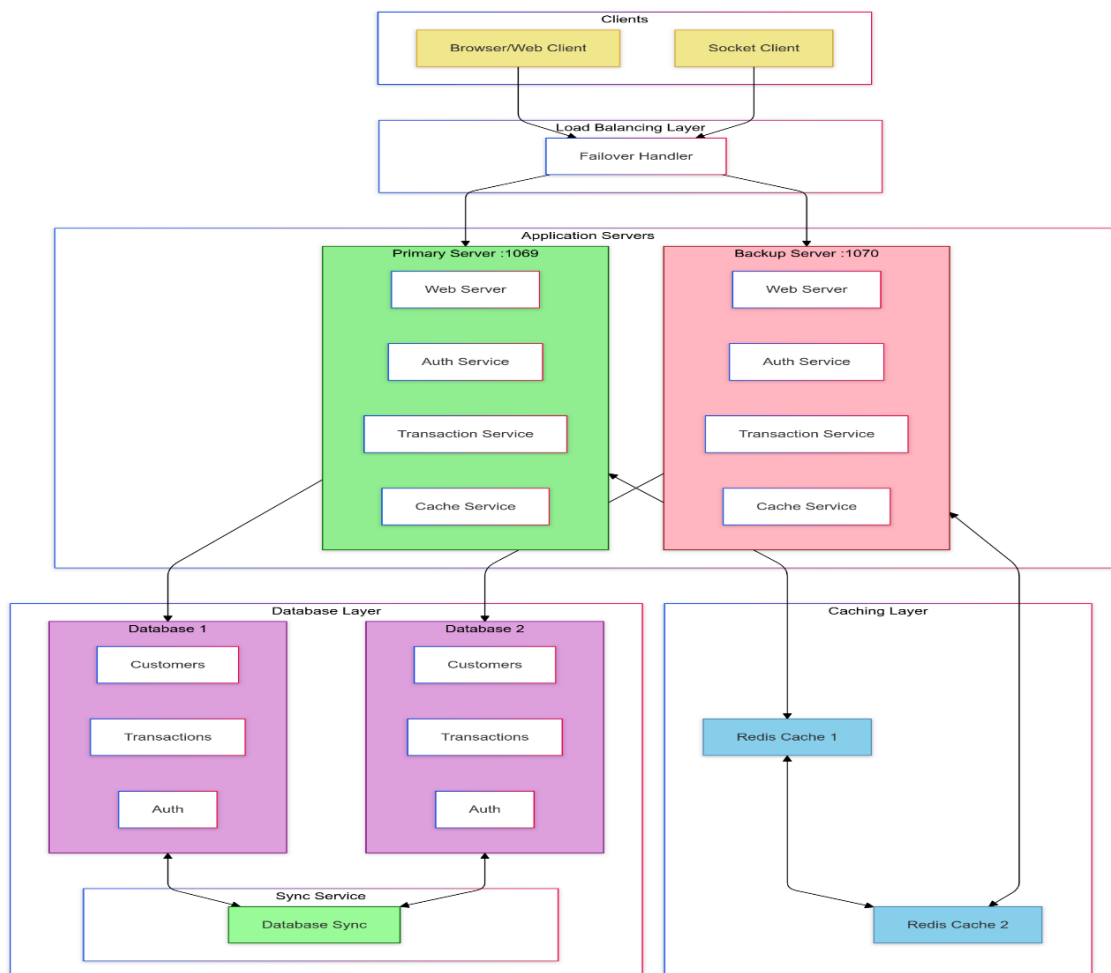 Clients
Browser/Web Client
Socket Client
Load Balancing Layer
Failover Handler
Application Servers
Primary Server :1069
Web Server
Auth Service
Transaction Service
Cache Service
Backup Server :1070
Web Server
Auth Service
Transaction Service
Cache Service
Database Layer
Database 1
Customers
Transactions
Auth
Database 2
Customers
Transactions
Auth
Sync Service
Database Sync
Caching Layer
Redis Cache 1
Redis Cache 2